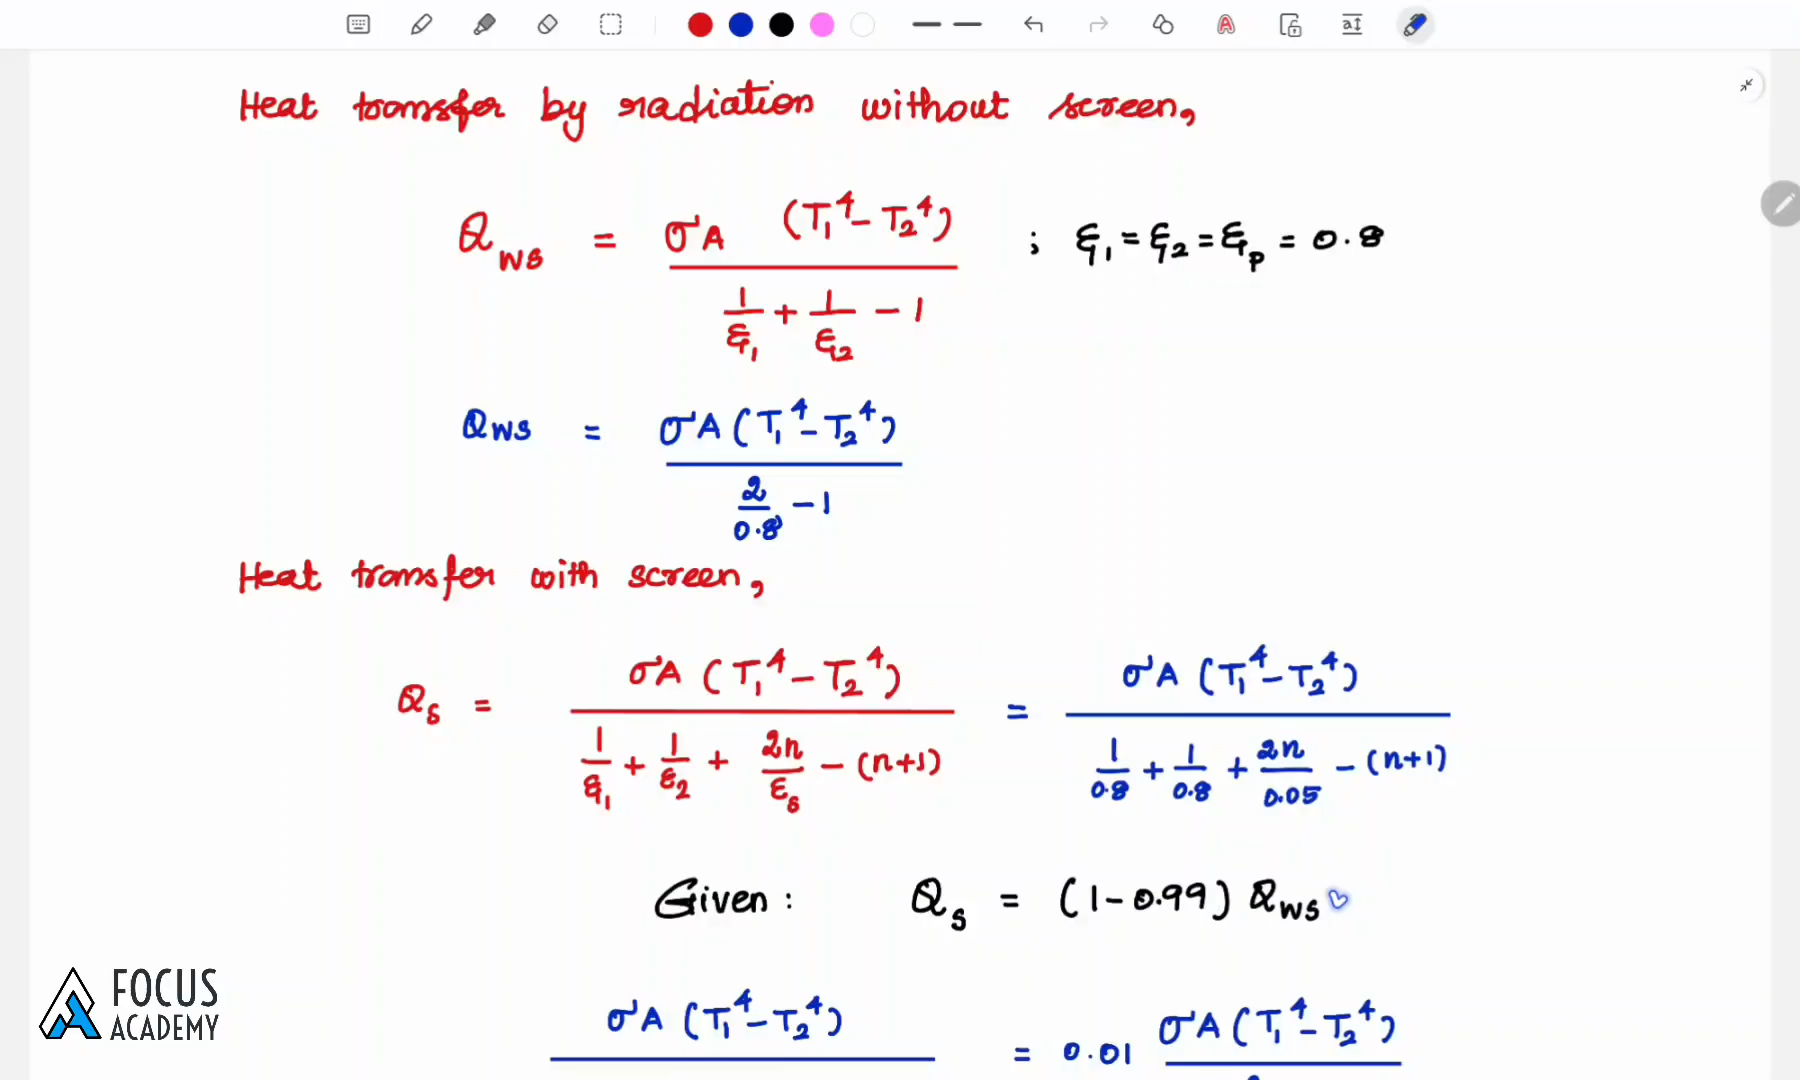 Heat transfer by radiation without screen,
Q_ws = σA (T₁⁴ − T₂⁴) / (1/ε₁ + 1/ε₂ − 1) ; ε₁ = ε₂ = ε_p = 0.8
Q_ws = σA (T₁⁴ − T₂⁴) / (2/0.8 − 1)
Heat transfer with screen,
Q_s = σA (T₁⁴ − T₂⁴) / (1/ε₁ + 1/ε₂ + 2n/ε_s − (n+1)) = σA (T₁⁴ − T₂⁴) / (1/0.8 + 1/0.8 + 2n/0.05 − (n+1))
Given: Q_s = (1 − 0.99) Q_ws
σA (T₁⁴ − T₂⁴) = 0.01 σA (T₁⁴ − T₂⁴)
FOCUS
ACADEMY